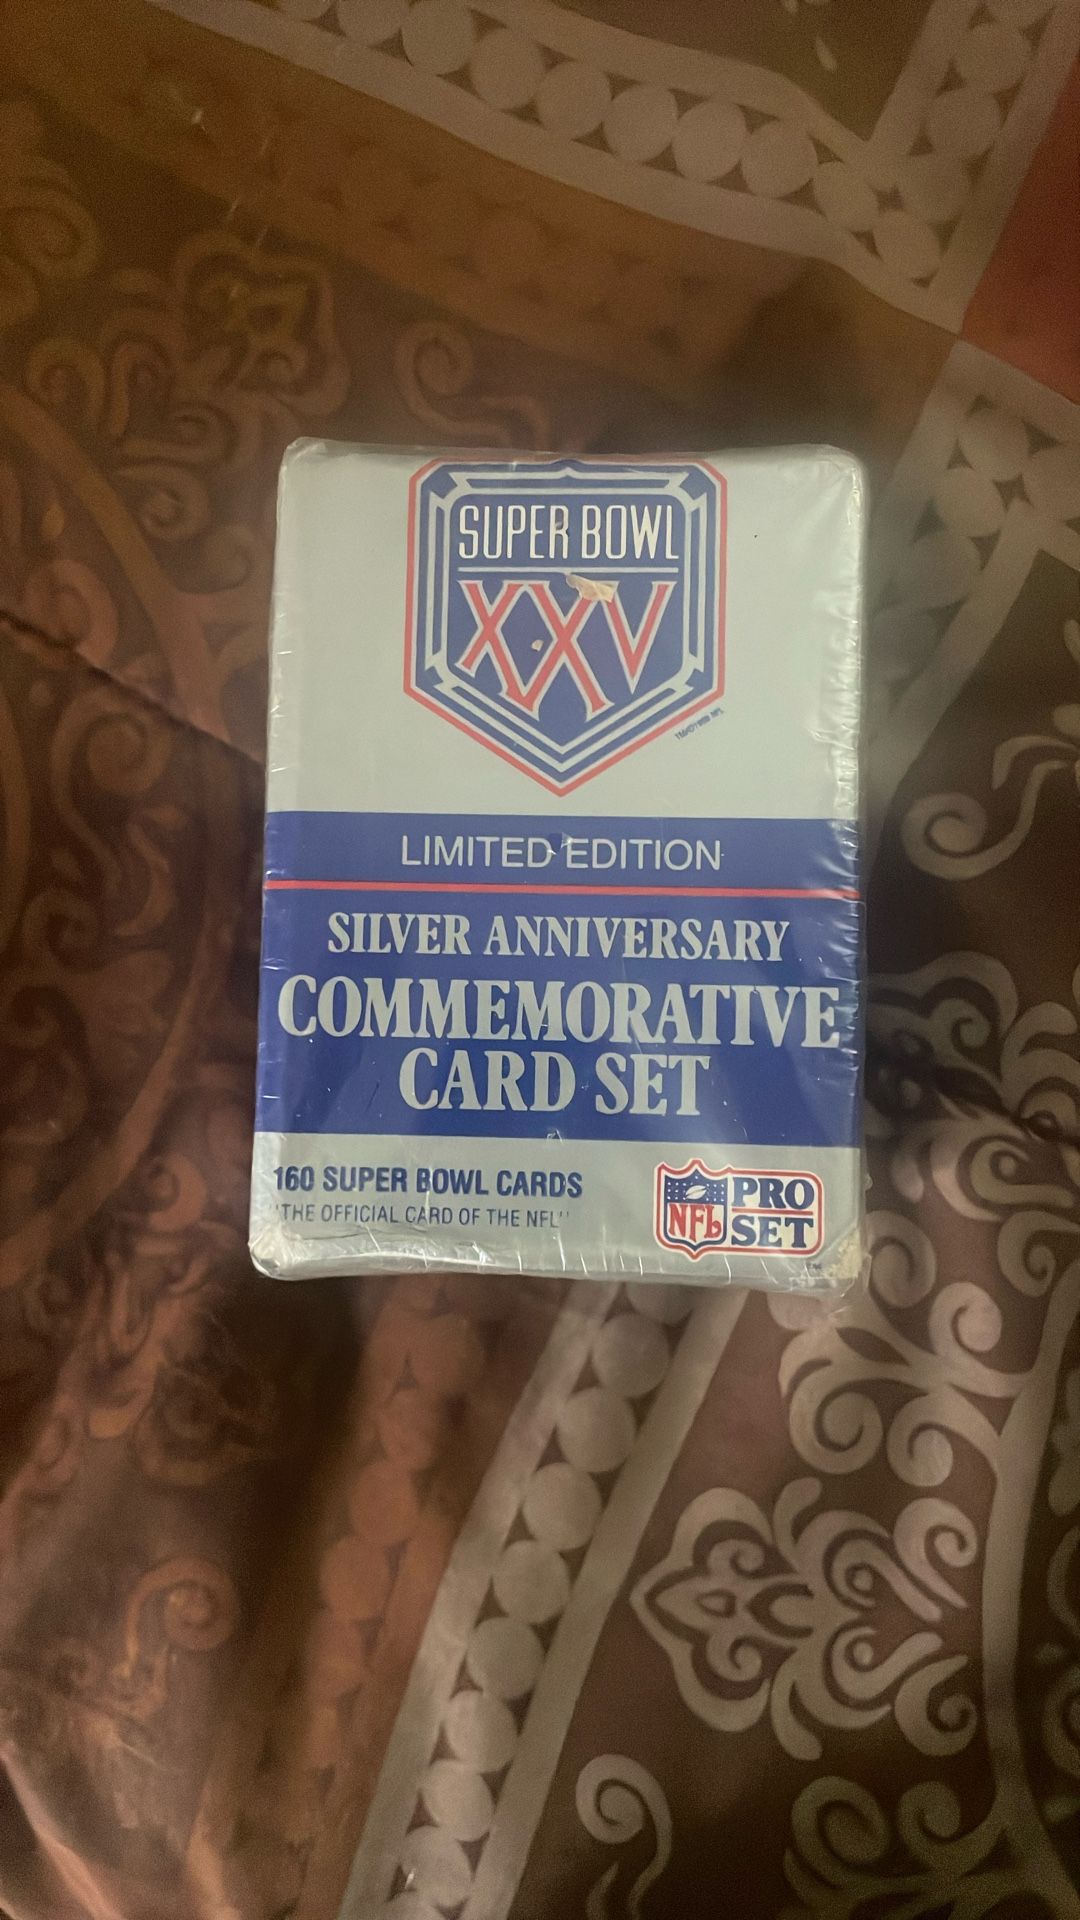 SUPER BOWL
XXV
LIMITED EDITION
SILVER ANNIVERSARY
COMMEMORATIVE
CARD SET
160 SUPER BOWL CARDS
"THE OFFICIAL CARD OF THE NFL"
NFL
PRO
SET